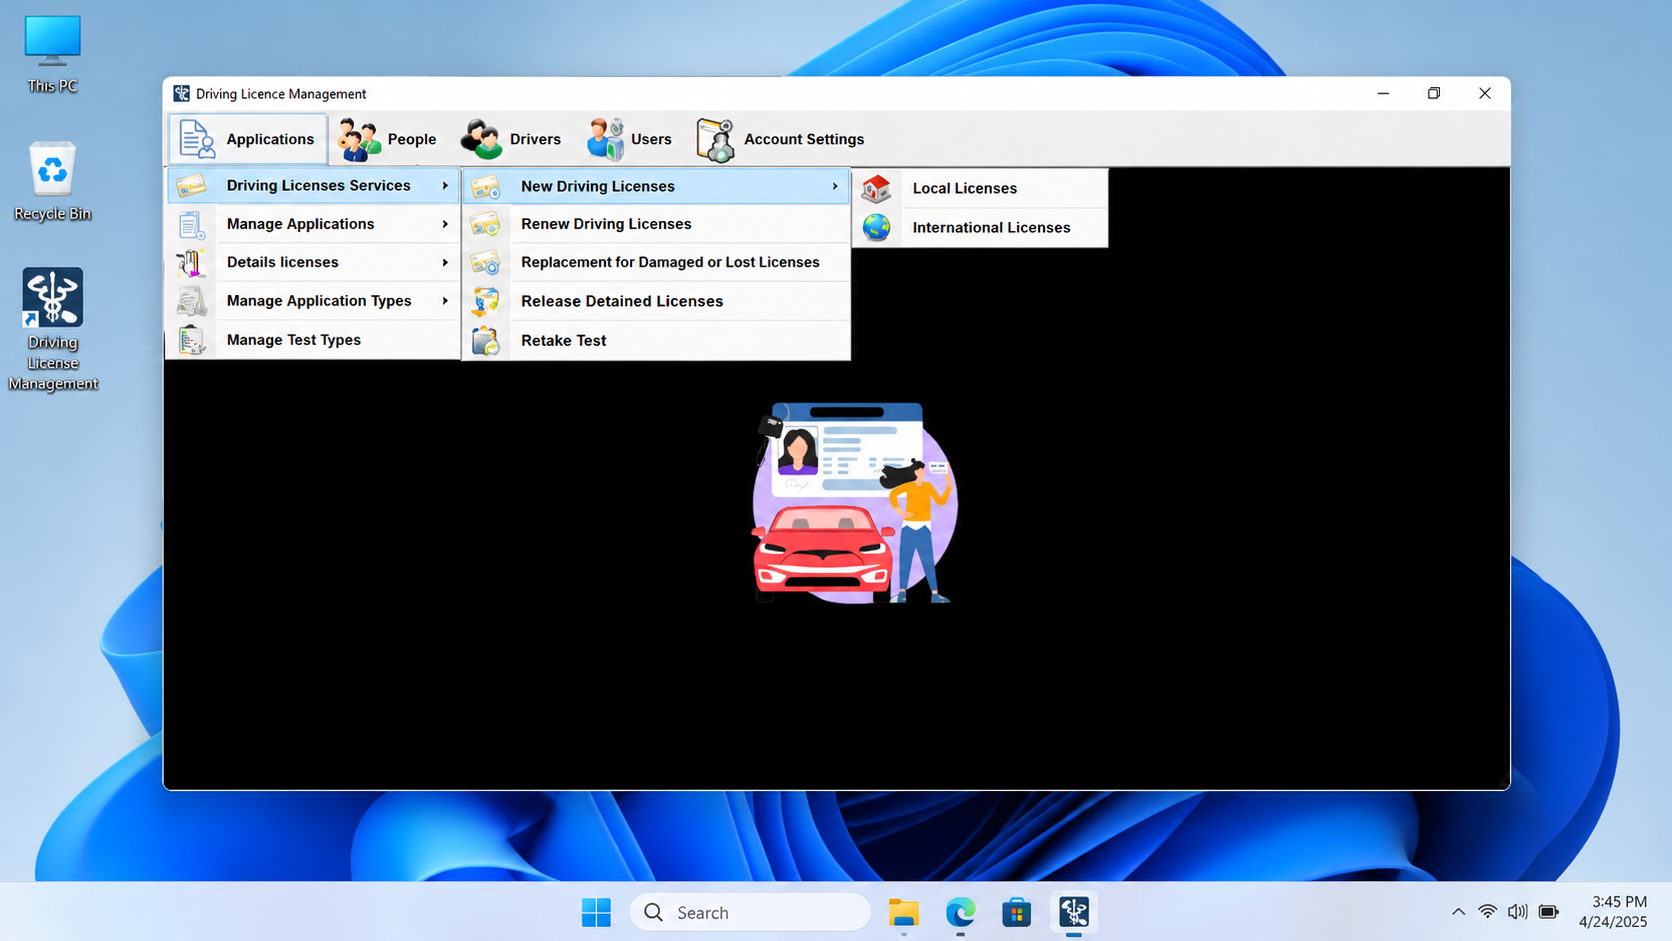 This PC
Recycle Bin
Driving
License
Management
Driving Licence Management
Applications
People
Drivers
Users
Account Settings
Driving Licenses Services
Manage Applications
Details licenses
Manage Application Types
Manage Test Types
New Driving Licenses
Renew Driving Licenses
Replacement for Damaged or Lost Licenses
Release Detained Licenses
Retake Test
Local Licenses
International Licenses
Search
3:45 PM
4/24/2025